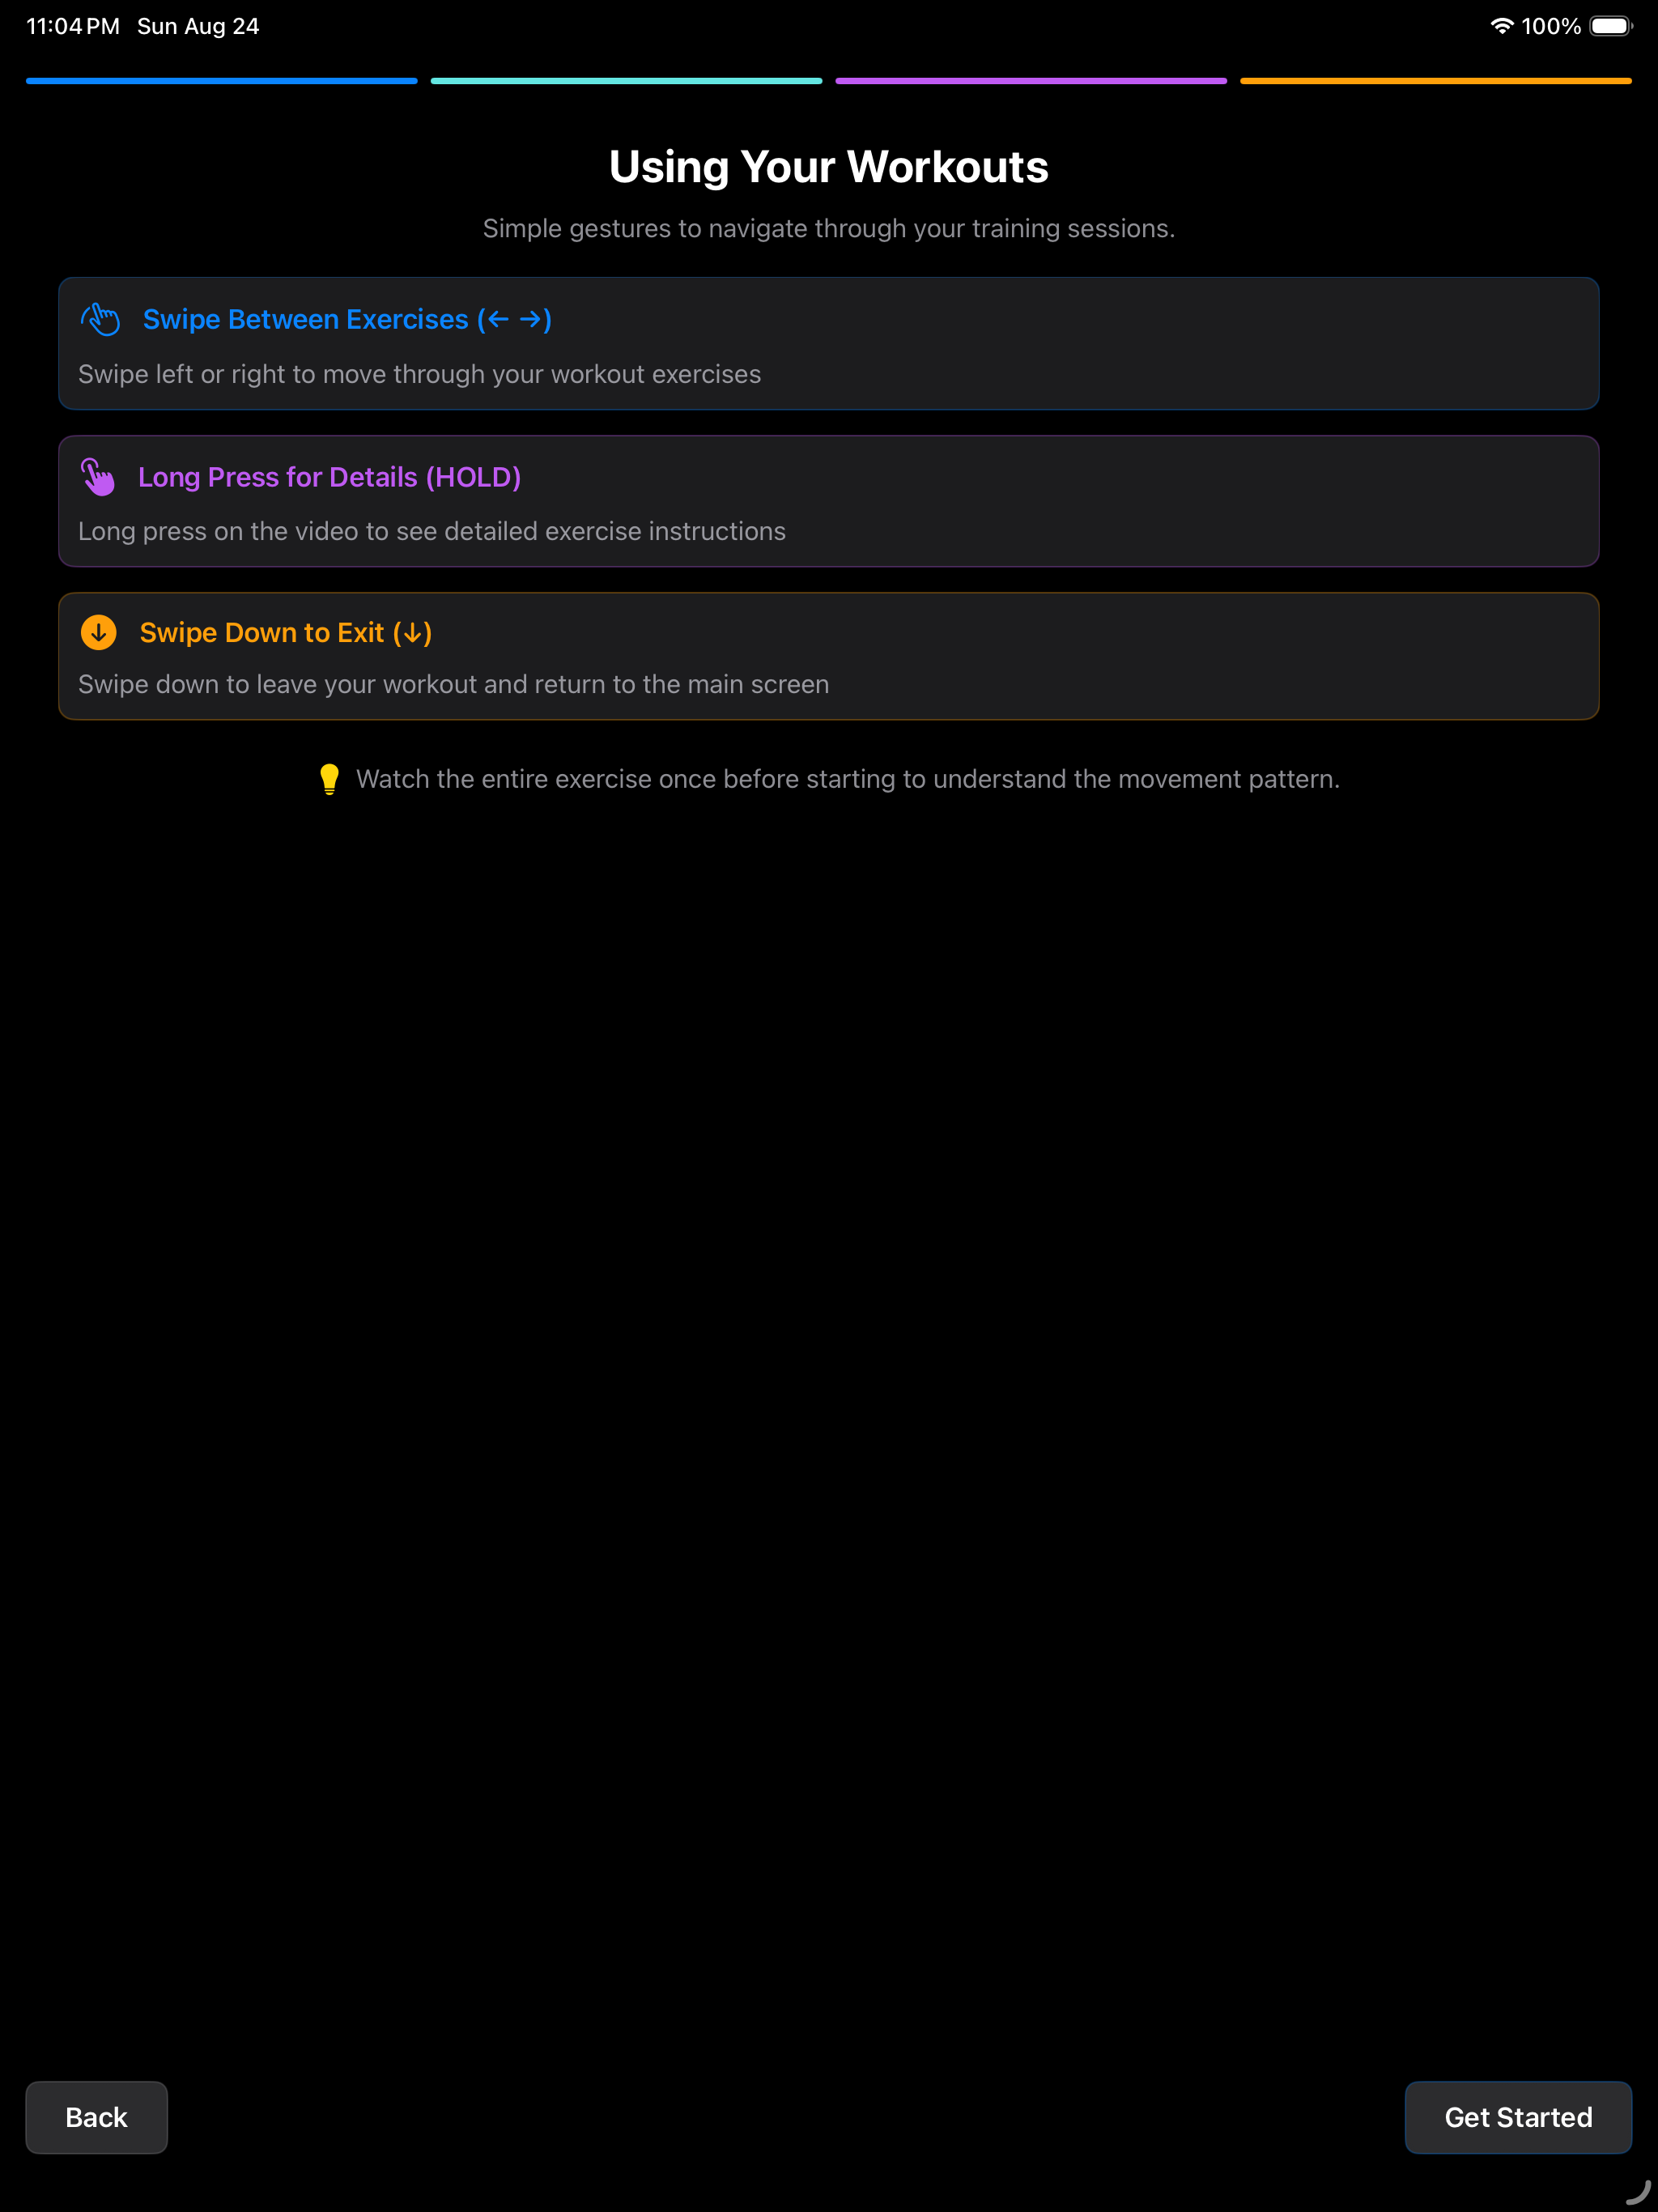 11:04 PM Sun Aug 24 100%
Using Your Workouts
Simple gestures to navigate through your training sessions.
Swipe Between Exercises (← →)
Swipe left or right to move through your workout exercises
Long Press for Details (HOLD)
Long press on the video to see detailed exercise instructions
Swipe Down to Exit (↓)
Swipe down to leave your workout and return to the main screen
Watch the entire exercise once before starting to understand the movement pattern.
Back Get Started